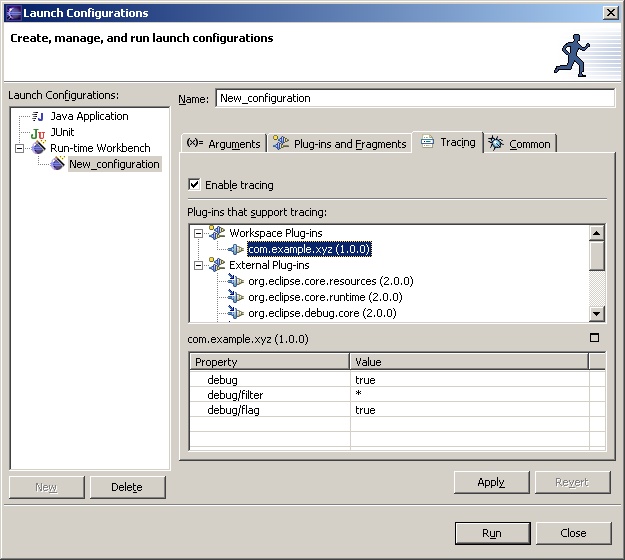 Launch Configurations
Create, manage, and run launch configurations
Launch Configurations:
Java Application
Ju JUnit
Run-time Workbench
New_configuration
New
Delete
Name: New_configuration
(x)= Arguments Plug-ins and Fragments Tracing Common
Enable tracing
Plug-ins that support tracing:
Workspace Plug-ins
com.example.xyz (1.0.0)
External Plug-ins
org.eclipse.core.resources (2.0.0)
org.eclipse.core.runtime (2.0.0)
org.eclipse.debug.core (2.0.0)
com.example.xyz (1.0.0)
Property Value
debug true
debug/filter *
debug/flag true
Apply Revert
Run Close